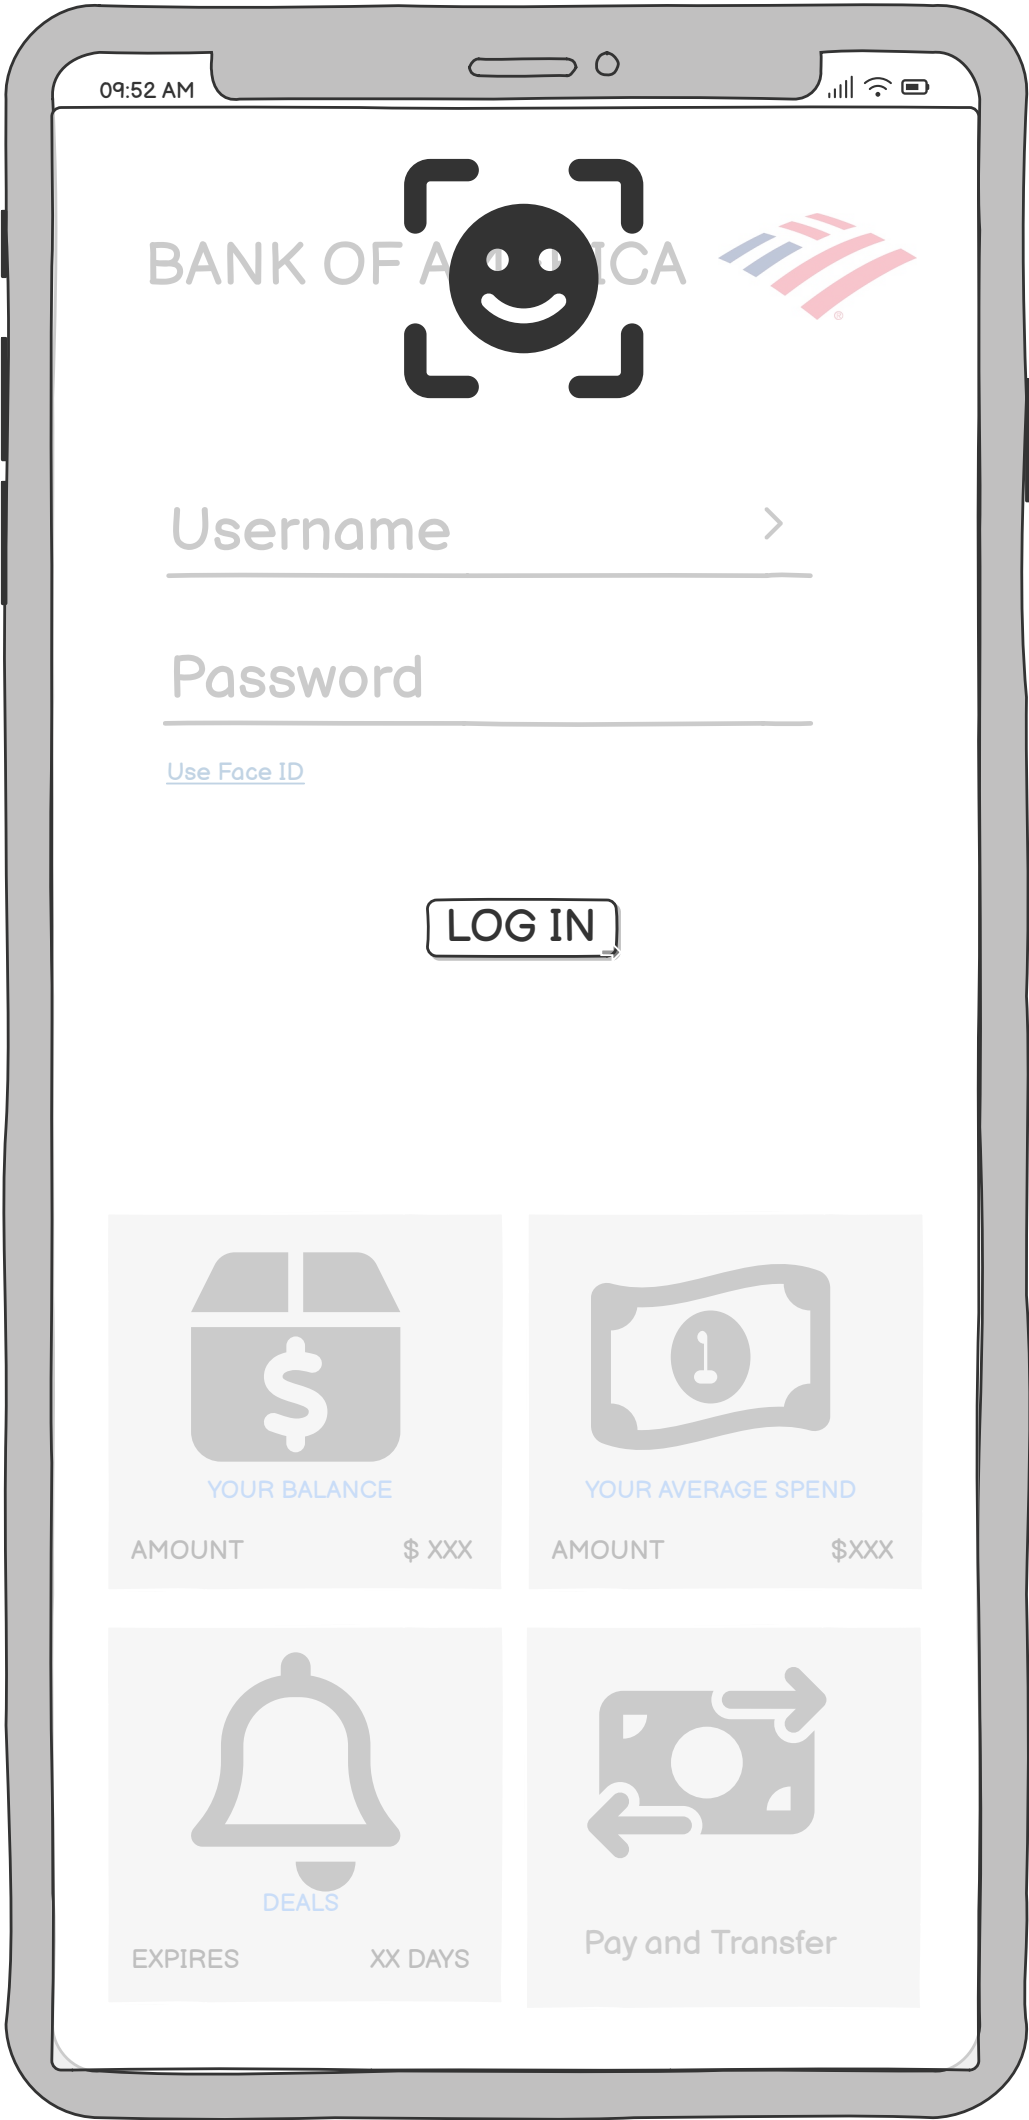 09:52 AM
BANK OF A ICA
®
Username
Password
Use Face ID
LOG IN
$
1
YOUR BALANCE
YOUR AVERAGE SPEND
AMOUNT $ XXX
AMOUNT $XXX
DEALS
EXPIRES XX DAYS
Pay and Transfer